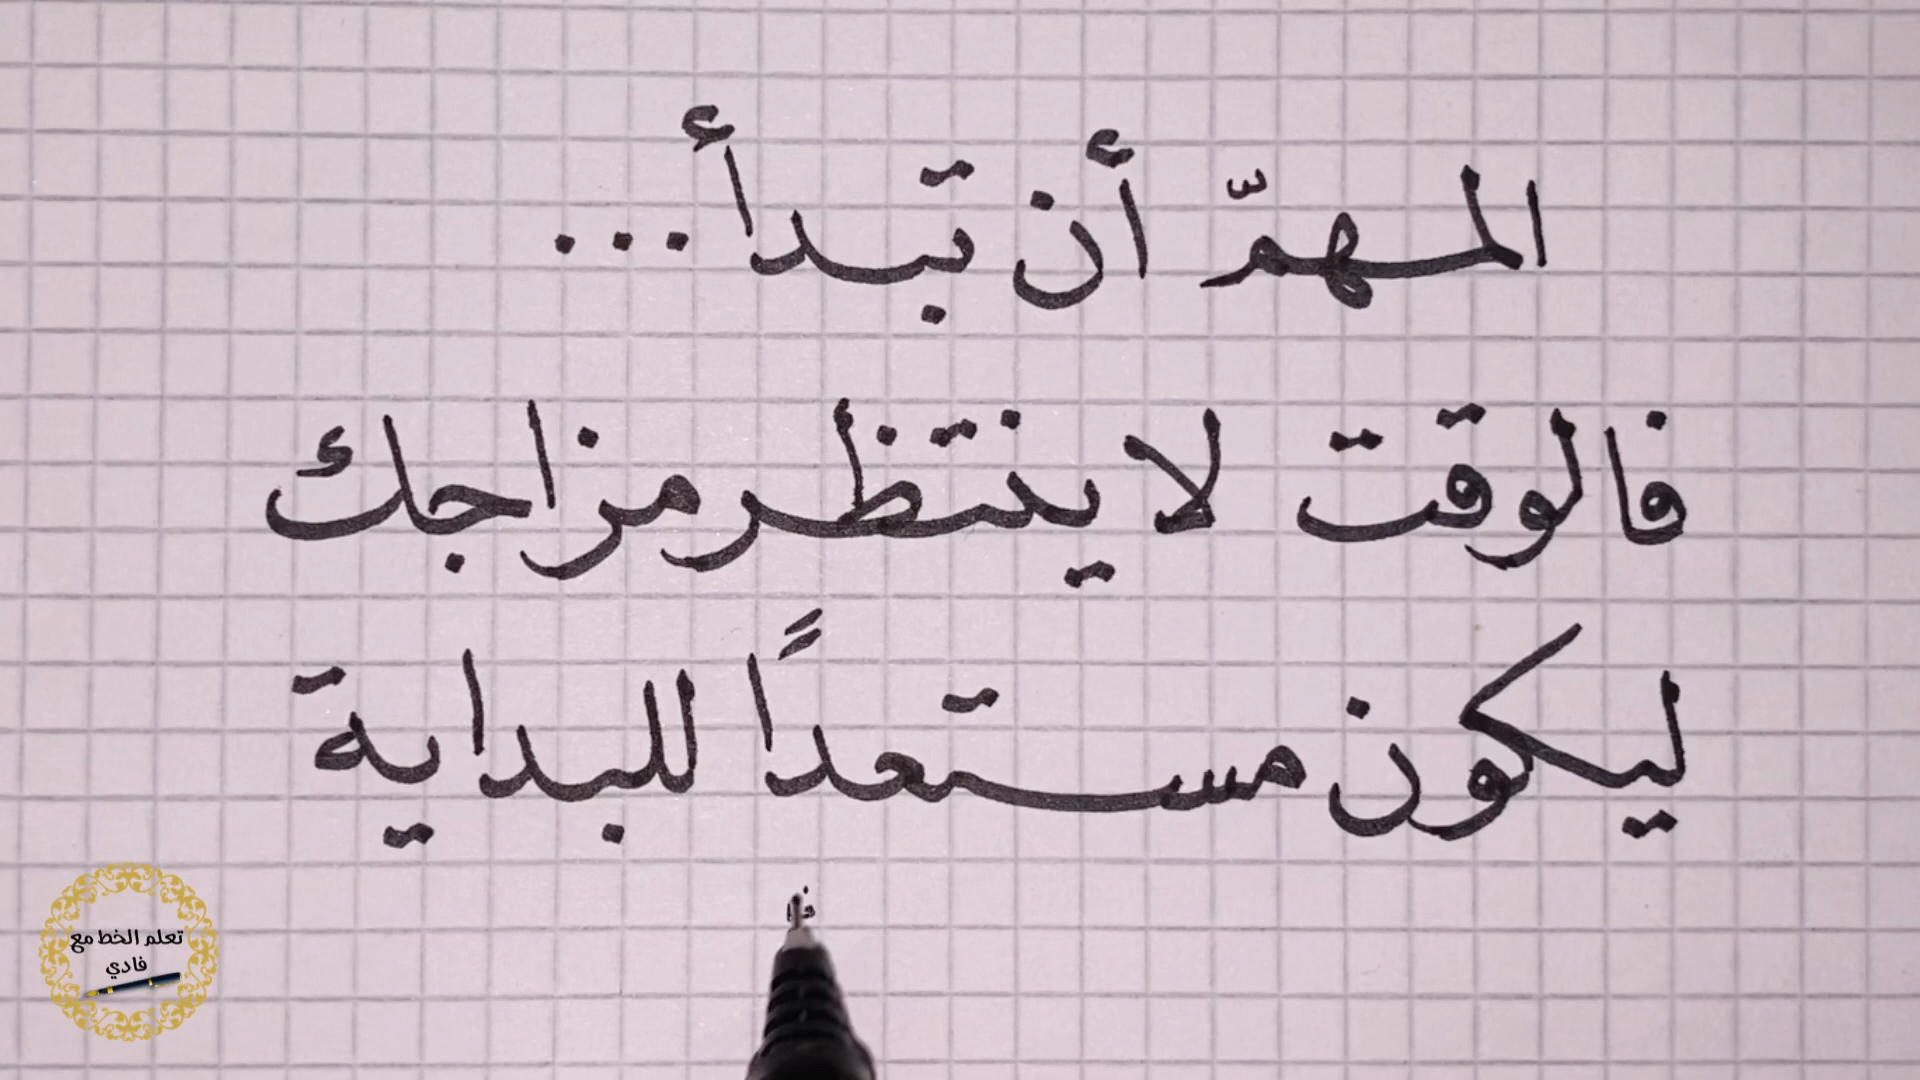 المهمّ أن تبدأ...
فالوقت لا ينتظر مزاجك
ليكون مستعدًا للبداية
تعلم الخط مع
فادي